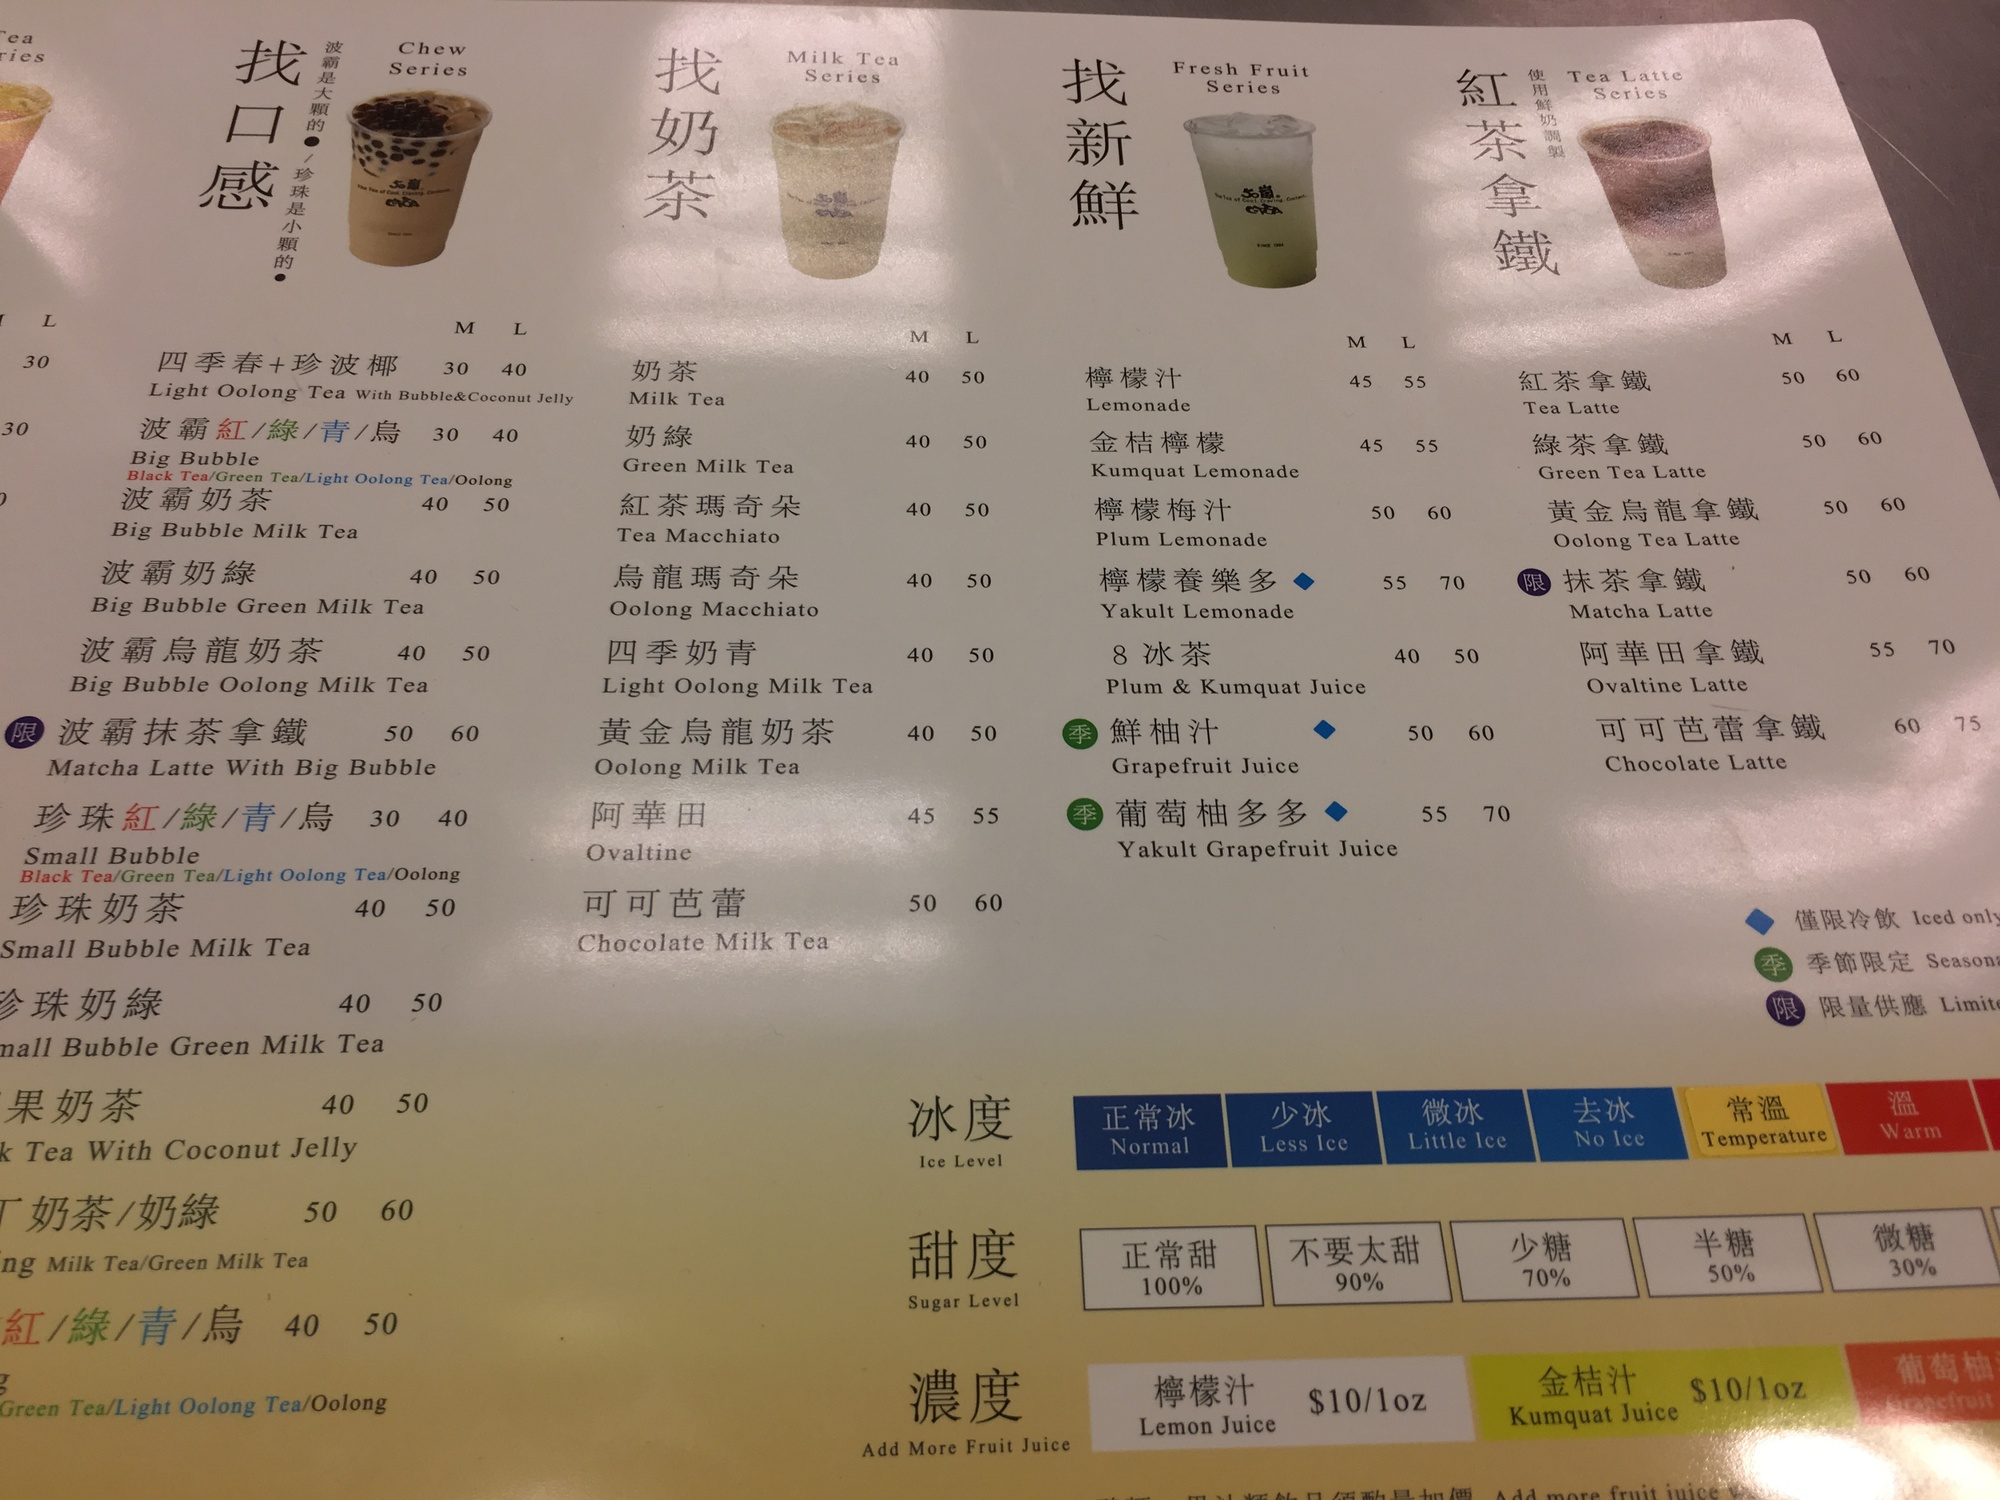 Tea
ries
L
30
30
找口感
波霸是大顆的●/珍珠是小顆的●
Chew
Series
M L
四季春+珍波椰 30 40
Light Oolong Tea With Bubble&Coconut Jelly
波霸紅/綠/青/烏 30 40
Big Bubble
Black Tea/Green Tea/Light Oolong Tea/Oolong
波霸奶茶 40 50
Big Bubble Milk Tea
波霸奶綠 40 50
Big Bubble Green Milk Tea
波霸烏龍奶茶 40 50
Big Bubble Oolong Milk Tea
限 波霸抹茶拿鐵 50 60
Matcha Latte With Big Bubble
珍珠紅/綠/青/烏 30 40
Small Bubble
Black Tea/Green Tea/Light Oolong Tea/Oolong
珍珠奶茶 40 50
Small Bubble Milk Tea
珍珠奶綠 40 50
mall Bubble Green Milk Tea
果奶茶 40 50
k Tea With Coconut Jelly
丁奶茶/奶綠 50 60
ing Milk Tea/Green Milk Tea
紅/綠/青/烏 40 50
g
Green Tea/Light Oolong Tea/Oolong
找奶茶
Milk Tea
Series
M L
奶茶 40 50
Milk Tea
奶綠 40 50
Green Milk Tea
紅茶瑪奇朵 40 50
Tea Macchiato
烏龍瑪奇朵 40 50
Oolong Macchiato
四季奶青 40 50
Light Oolong Milk Tea
黃金烏龍奶茶 40 50
Oolong Milk Tea
阿華田 45 55
Ovaltine
可可芭蕾 50 60
Chocolate Milk Tea
找新鮮
Fresh Fruit
Series
M L
檸檬汁 45 55
Lemonade
金桔檸檬 45 55
Kumquat Lemonade
檸檬梅汁 50 60
Plum Lemonade
檸檬養樂多 55 70
Yakult Lemonade
8冰茶 40 50
Plum & Kumquat Juice
季 鮮柚汁 50 60
Grapefruit Juice
季 葡萄柚多多 55 70
Yakult Grapefruit Juice
紅茶拿鐵
使用鮮奶調製
Tea Latte
Series
M L
紅茶拿鐵 50 60
Tea Latte
綠茶拿鐵 50 60
Green Tea Latte
黃金烏龍拿鐵 50 60
Oolong Tea Latte
限 抹茶拿鐵 50 60
Matcha Latte
阿華田拿鐵 55 70
Ovaltine Latte
可可芭蕾拿鐵 60 75
Chocolate Latte
僅限冷飲 Iced only
季 季節限定 Seasona
限 限量供應 Limite
冰度
Ice Level
正常冰 少冰 微冰 去冰 常溫 溫
Normal Less Ice Little Ice No Ice Temperature Warm
甜度
Sugar Level
正常甜 不要太甜 少糖 半糖 微糖
100% 90% 70% 50% 30%
濃度
Add More Fruit Juice
檸檬汁 $10/1oz 金桔汁 $10/1oz 葡萄柚
Lemon Juice Kumquat Juice Grapefruit
Add more fruit juice